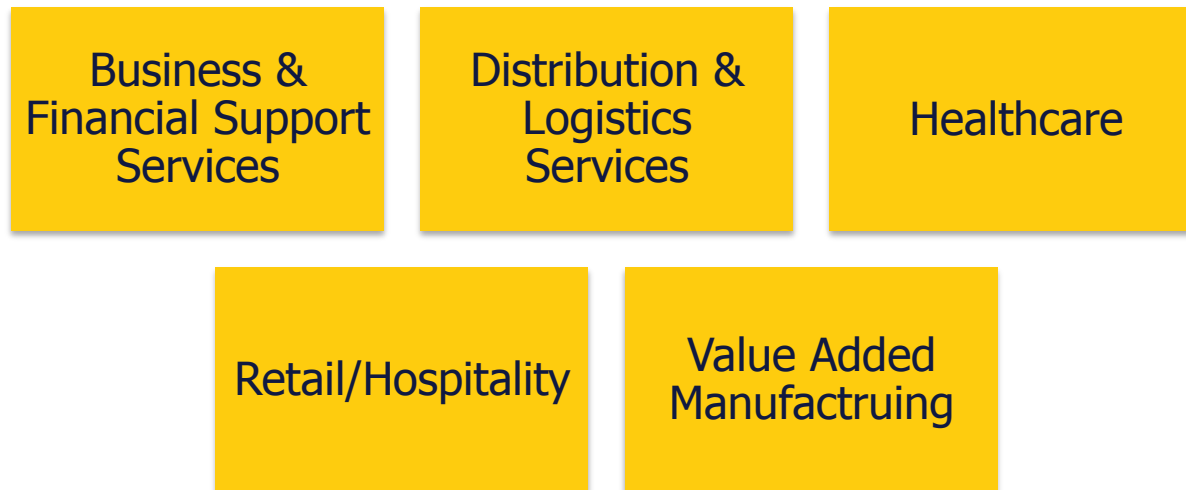 Business &
Financial Support
Services
Distribution &
Logistics
Services
Healthcare
Retail/Hospitality
Value Added
Manufactruing